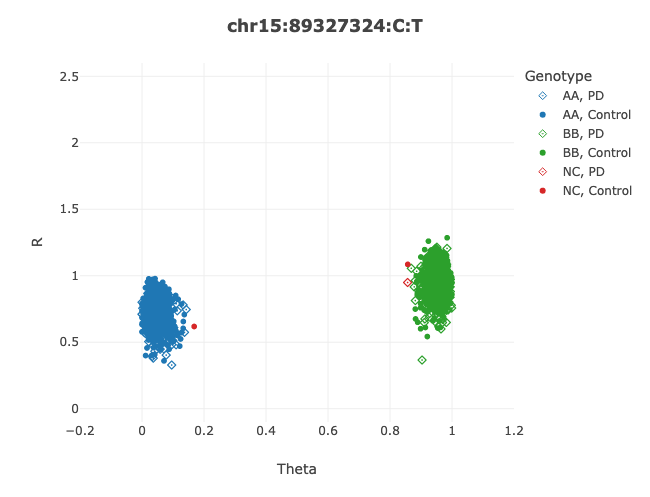 chr15:89327324:C:T
Genotype
AA, PD
AA, Control
BB, PD
BB, Control
NC, PD
NC, Control
2.5
2
1.5
1
0.5
0
R
−0.2 0 0.2 0.4 0.6 0.8 1 1.2
Theta